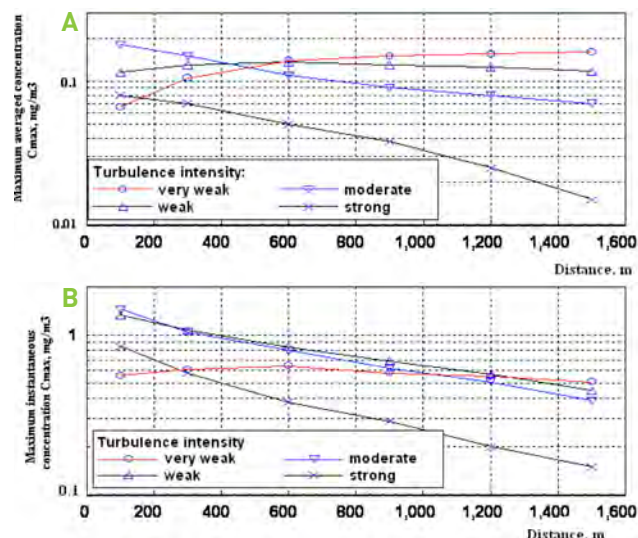 A
Maximum averaged concentration
Cmax, mg/m3
0.1
0.01
Turbulence intensity:
very weak
moderate
weak
strong
0 200 400 600 800 1,000 1,200 1,400 1,600
Distance, m
B
Maximum instantaneous
concentration Cmax, mg/m3
1
0.1
Turbulence intensity
very weak
moderate
weak
strong
0 200 400 600 800 1,000 1,200 1,400 1,600
Distance, m